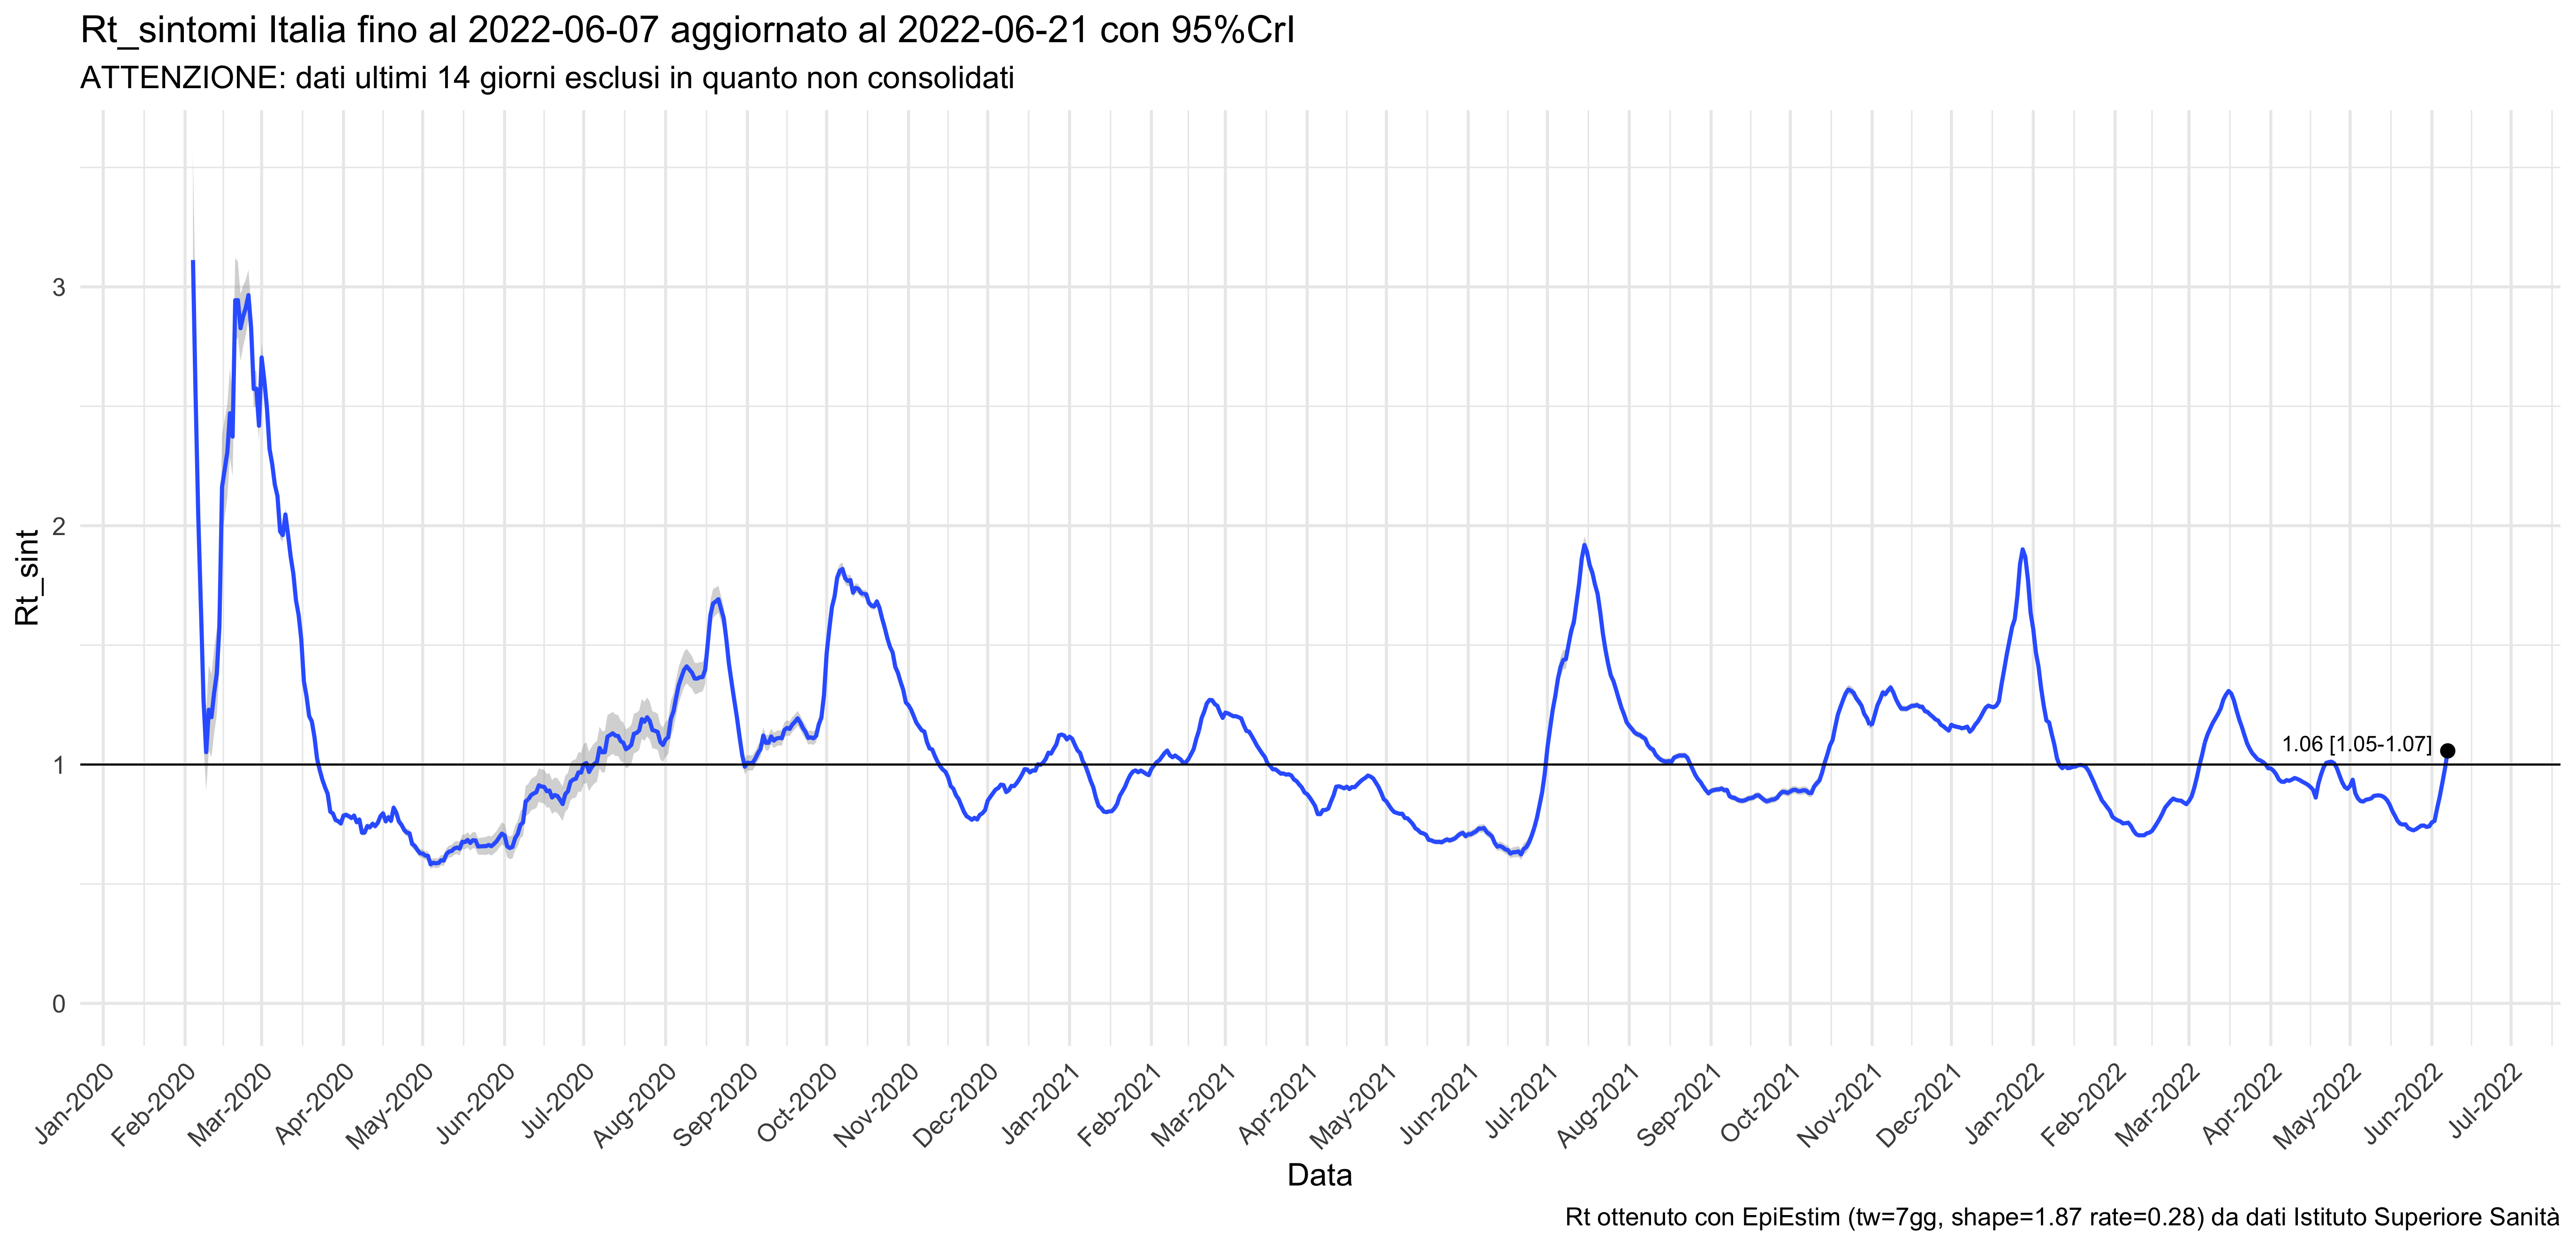 Rt_sintomi Italia fino al 2022-06-07 aggiornato al 2022-06-21 con 95%CrI
ATTENZIONE: dati ultimi 14 giorni esclusi in quanto non consolidati
Rt_sint
3
2
1
0
1.06 [1.05-1.07]
Jan-2020
Feb-2020
Mar-2020
Apr-2020
May-2020
Jun-2020
Jul-2020
Aug-2020
Sep-2020
Oct-2020
Nov-2020
Dec-2020
Jan-2021
Feb-2021
Mar-2021
Apr-2021
May-2021
Jun-2021
Jul-2021
Aug-2021
Sep-2021
Oct-2021
Nov-2021
Dec-2021
Jan-2022
Feb-2022
Mar-2022
Apr-2022
May-2022
Jun-2022
Jul-2022
Data
Rt ottenuto con EpiEstim (tw=7gg, shape=1.87 rate=0.28) da dati Istituto Superiore Sanità